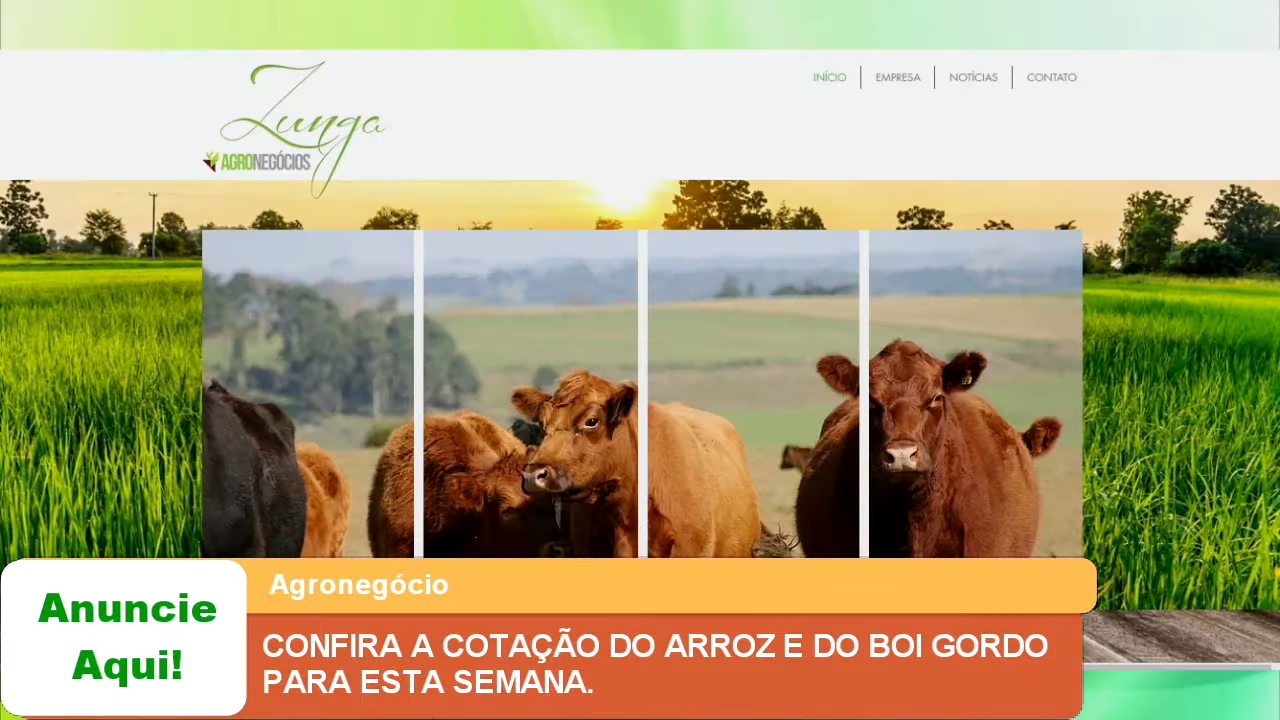 Zunga
AGRONEGÓCIOS
INÍCIO
EMPRESA
NOTÍCIAS
CONTATO
Agronegócio
Anuncie
Aqui!
CONFIRA A COTAÇÃO DO ARROZ E DO BOI GORDO
PARA ESTA SEMANA.